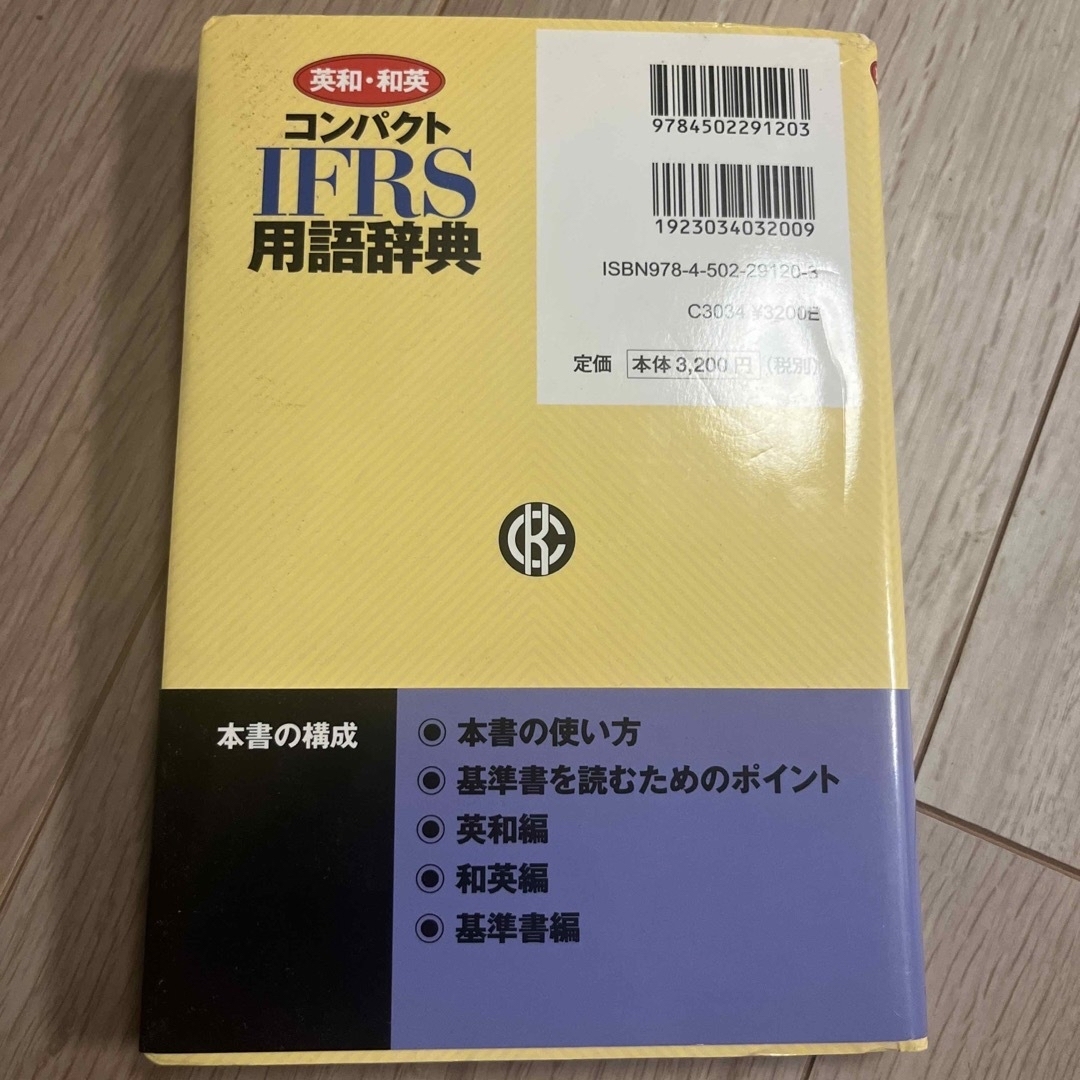 英和・和英
コンパクト
IFRS
用語辞典
9784502291203
1923034032009
ISBN978-4-502-29120-3
C3034 ¥3200E
定価 本体 3,200 円 (税別)
本書の構成
◉ 本書の使い方
◉ 基準書を読むためのポイント
◉ 英和編
◉ 和英編
◉ 基準書編